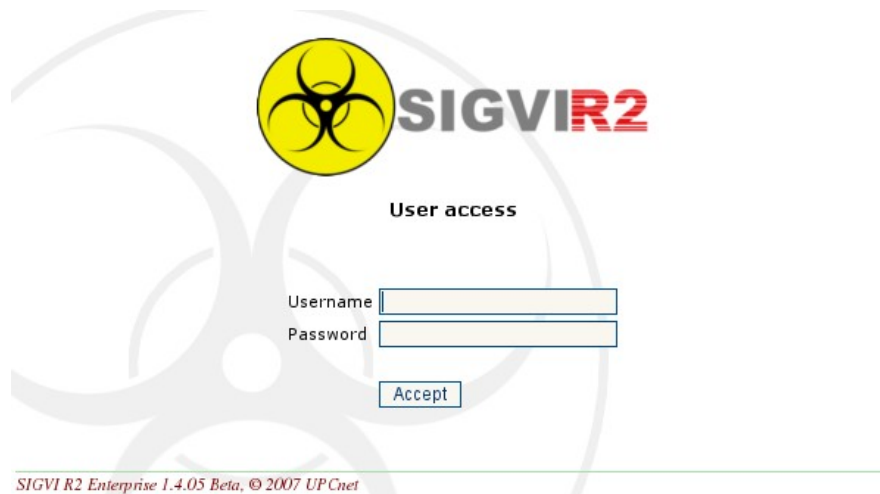 SIGVIR2
User access
Username
Password
Accept
SIGVI R2 Enterprise 1.4.05 Beta, © 2007 UPCnet